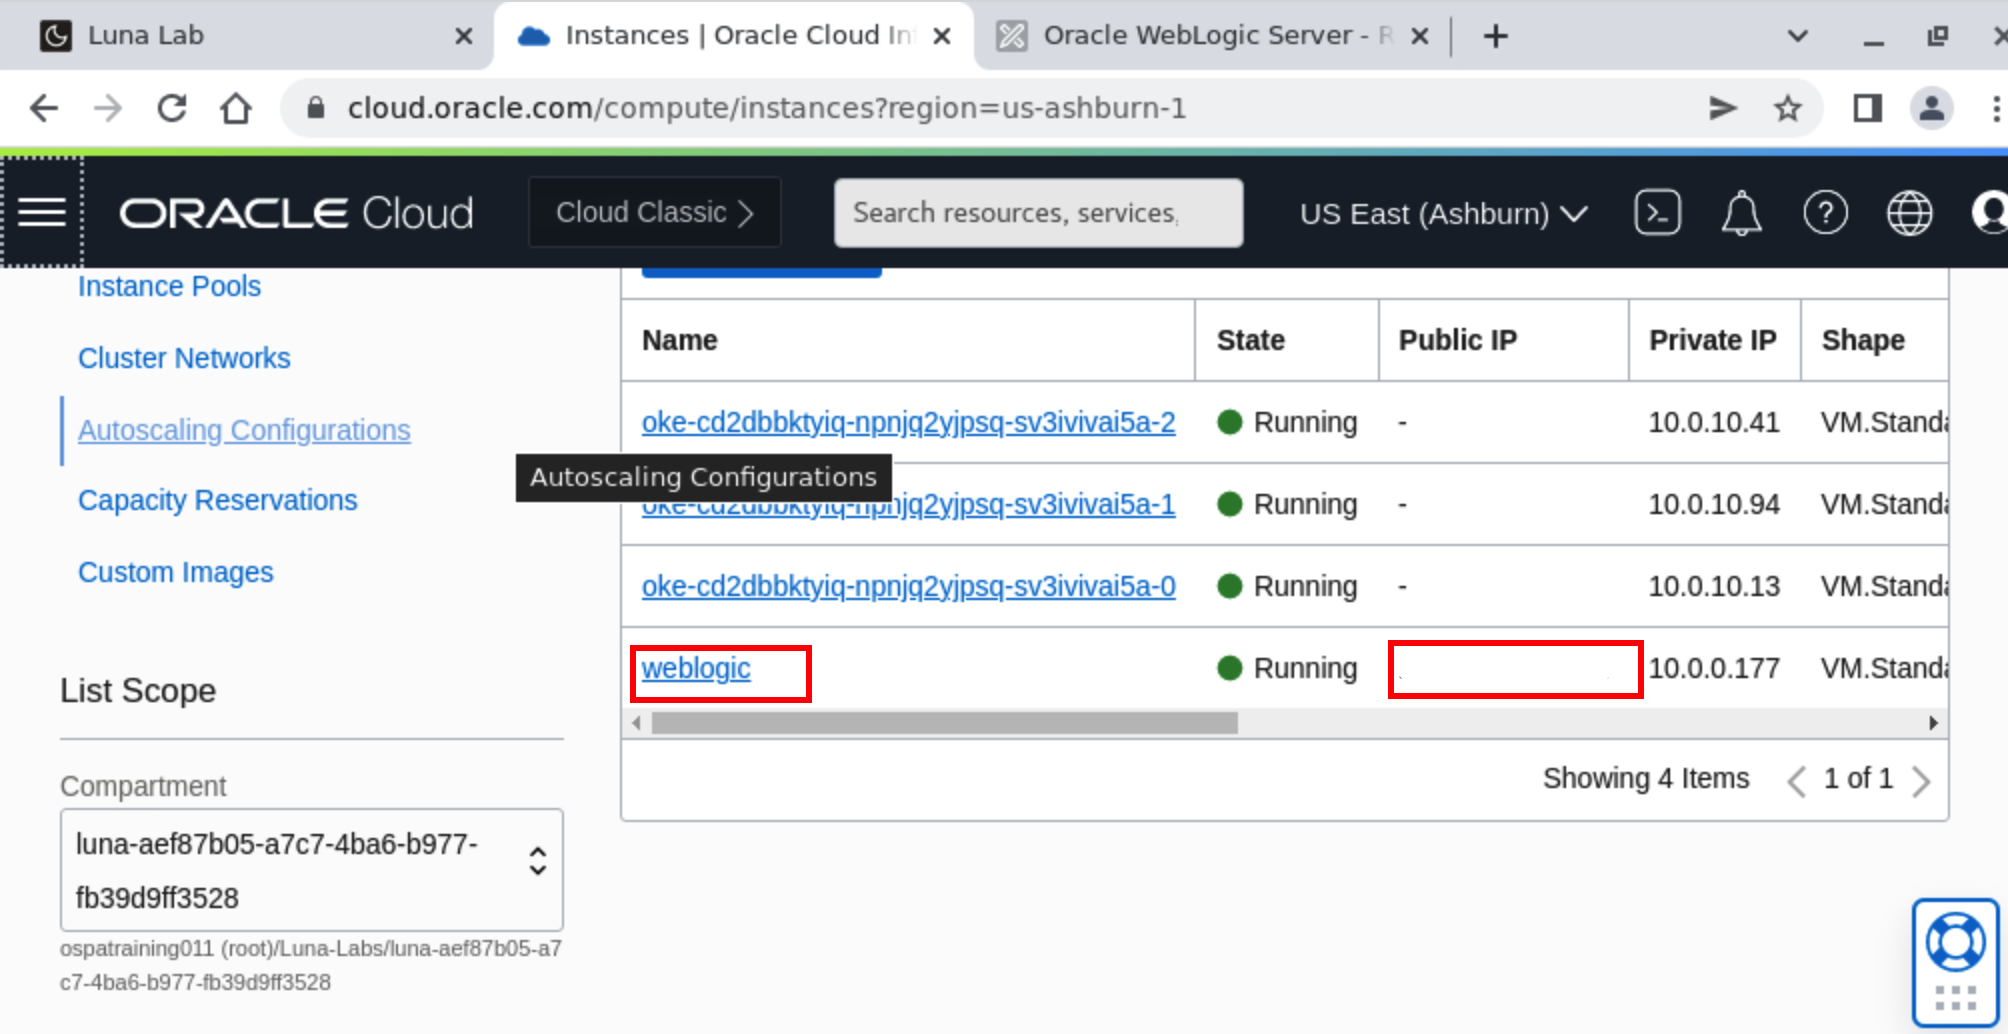 Luna Lab
Instances | Oracle Cloud In
Oracle WebLogic Server - R
cloud.oracle.com/compute/instances?region=us-ashburn-1
ORACLE Cloud
Cloud Classic
Search resources, services,
US East (Ashburn)
Instance Pools
Cluster Networks
Autoscaling Configurations
Capacity Reservations
Custom Images
List Scope
Compartment
luna-aef87b05-a7c7-4ba6-b977-
fb39d9ff3528
ospatraining011 (root)/Luna-Labs/luna-aef87b05-a7
c7-4ba6-b977-fb39d9ff3528
Name State Public IP Private IP Shape
oke-cd2dbbktyiq-npnjq2yjpsq-sv3ivivai5a-2 Running - 10.0.10.41 VM.Standa
Autoscaling Configurations
oke-cd2dbbktyiq-npnjq2yjpsq-sv3ivivai5a-1 Running - 10.0.10.94 VM.Standa
oke-cd2dbbktyiq-npnjq2yjpsq-sv3ivivai5a-0 Running - 10.0.10.13 VM.Standa
weblogic Running 10.0.0.177 VM.Standa
Showing 4 Items 1 of 1